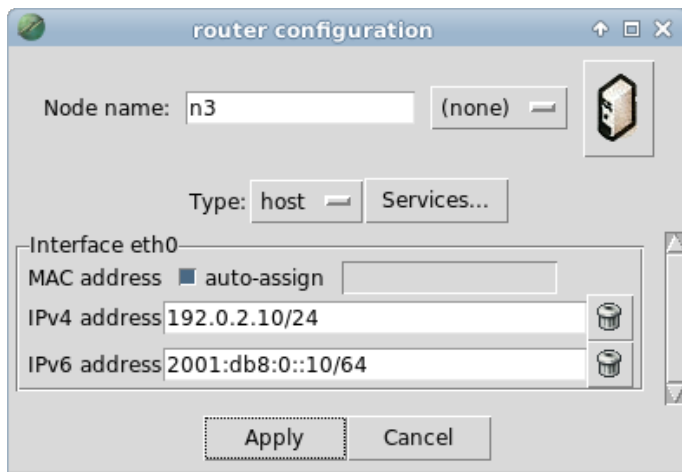 router configuration
Node name: n3 (none)
Type: host Services...
Interface eth0
MAC address auto-assign
IPv4 address 192.0.2.10/24
IPv6 address 2001:db8:0::10/64
Apply Cancel